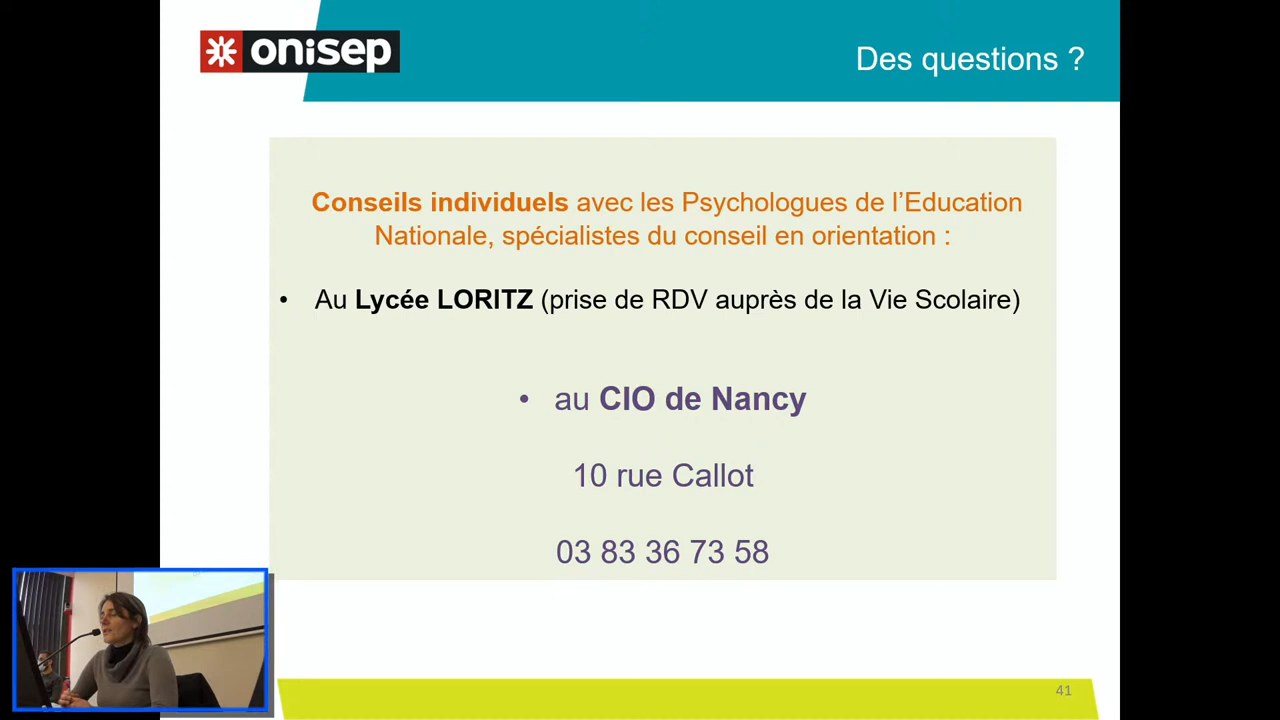 onisep
Des questions ?
Conseils individuels avec les Psychologues de l’Education
Nationale, spécialistes du conseil en orientation :
• Au Lycée LORITZ (prise de RDV auprès de la Vie Scolaire)
• au CIO de Nancy
10 rue Callot
03 83 36 73 58
41